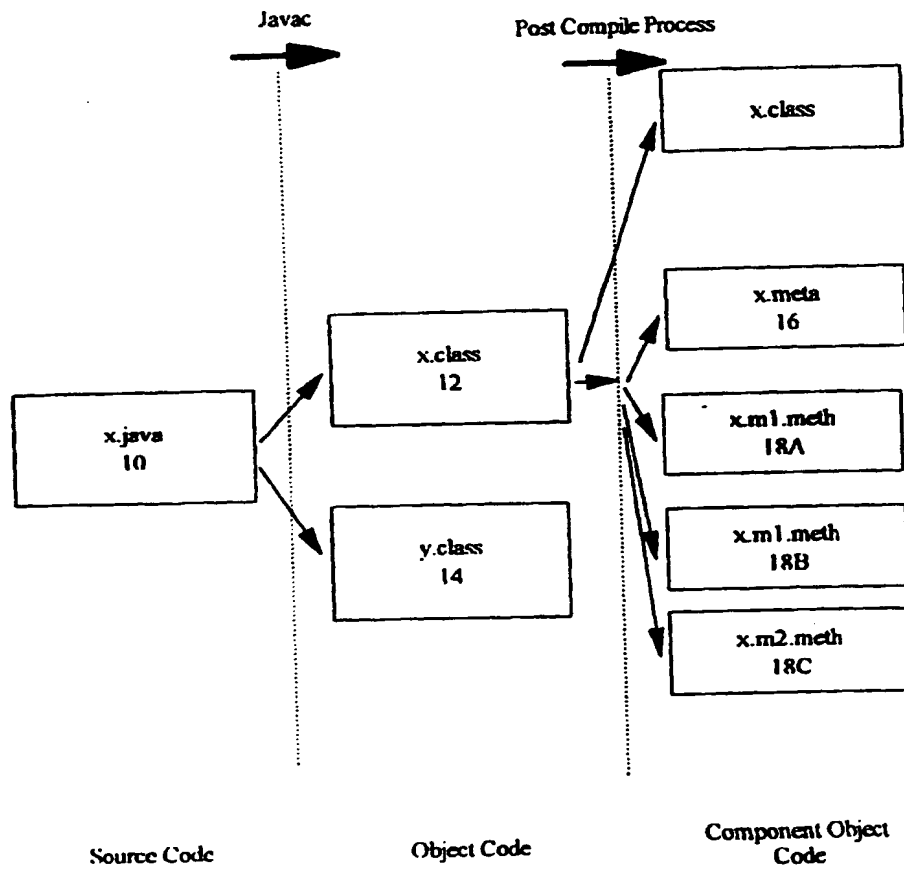 Javac
Post Compile Process
x.class
x.meta
16
x.class
12
x.java
10
x.m1.meth
18A
y.class
14
x.m1.meth
18B
x.m2.meth
18C
Source Code
Object Code
Component Object
Code